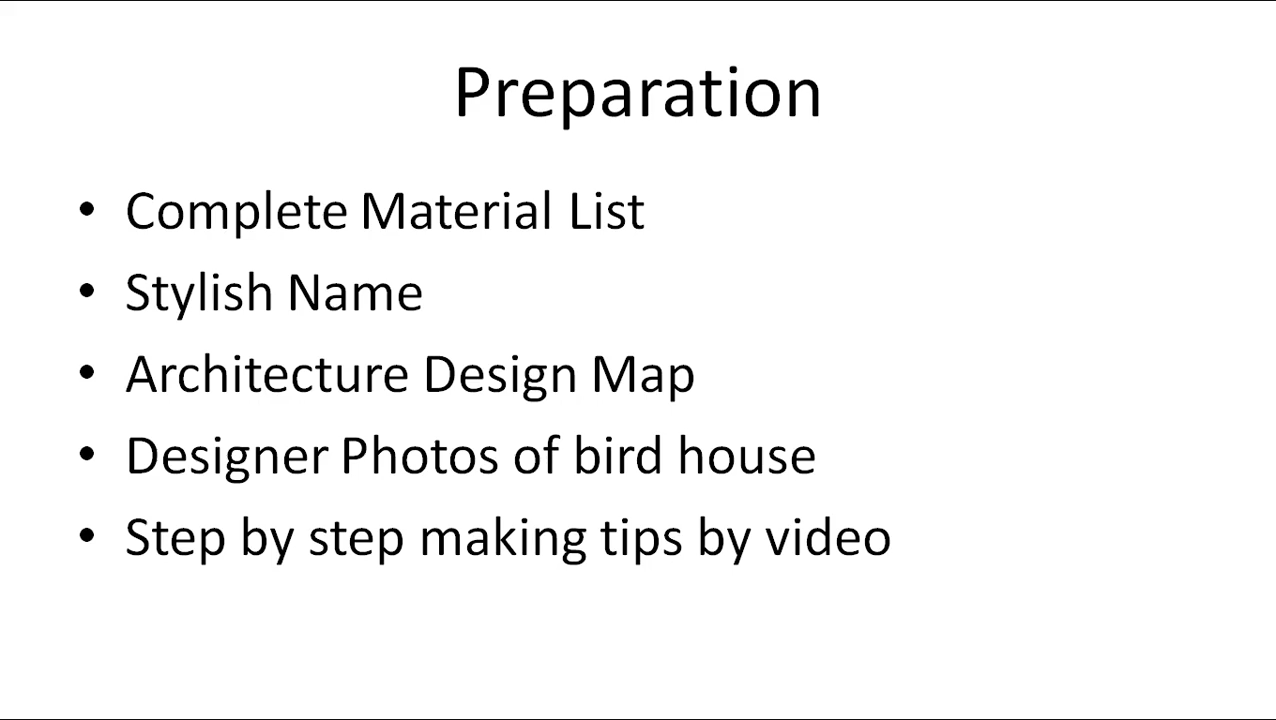 Preparation
• Complete Material List
• Stylish Name
• Architecture Design Map
• Designer Photos of bird house
• Step by step making tips by video